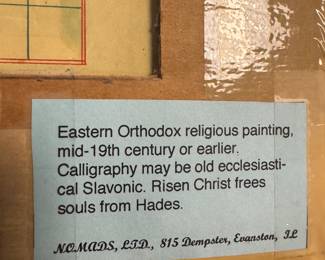 Eastern Orthodox religious painting,
mid-19th century or earlier.
Calligraphy may be old ecclesiasti-
cal Slavonic. Risen Christ frees
souls from Hades.
NOMADS, LTD., 815 Dempster, Evanston, IL